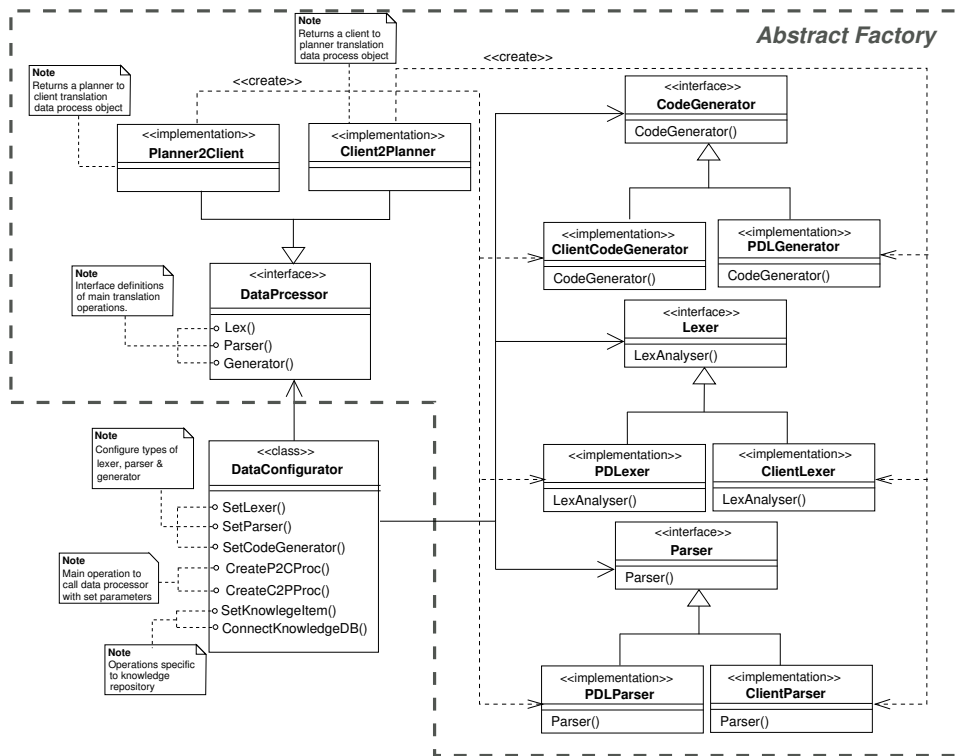 Note
Returns a client to
planner translation
data process object
Abstract Factory
<<create>>
<<create>>
Note
Returns a planner to
client translation
data process object
<<interface>>
CodeGenerator
CodeGenerator()
<<implementation>>
Planner2Client
<<implementation>>
Client2Planner
<<implementation>>
ClientCodeGenerator
CodeGenerator()
<<implementation>>
PDLGenerator
CodeGenerator()
Note
Interface definitions
of main translation
operations.
<<interface>>
DataPrcessor
Lex()
Parser()
Generator()
<<interface>>
Lexer
LexAnalyser()
Note
Configure types of
lexer, parser &
generator
<<class>>
DataConfigurator
SetLexer()
SetParser()
SetCodeGenerator()
CreateP2CProc()
CreateC2PProc()
SetKnowlegeItem()
ConnectKnowledgeDB()
<<implementation>>
PDLexer
LexAnalyser()
<<implementation>>
ClientLexer
LexAnalyser()
Note
Main operation to
call data processor
with set parameters
<<interface>>
Parser
Parser()
Note
Operations specific
to knowledge
repository
<<implementation>>
PDLParser
Parser()
<<implementation>>
ClientParser
Parser()